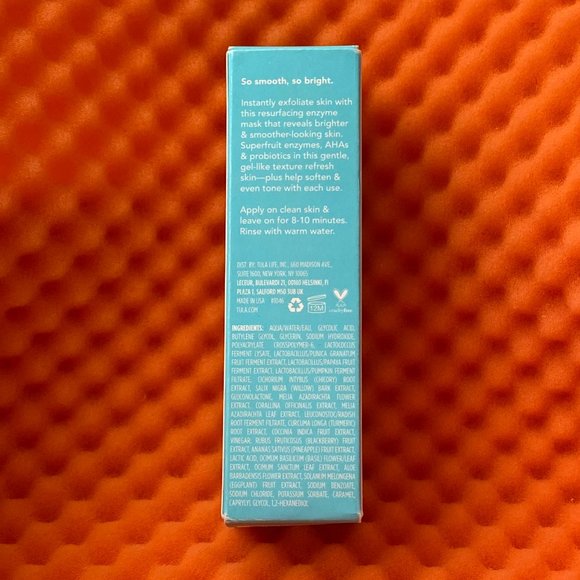 So smooth, so bright.
Instantly exfoliate skin with
this resurfacing enzyme
mask that reveals brighter
& smoother-looking skin.
Superfruit enzymes, AHAs
& probiotics in this gentle,
gel-like texture refresh
skin—plus help soften &
even tone with each use.
Apply on clean skin &
leave on for 8-10 minutes.
Rinse with warm water.
DIST. BY: TULA LIFE, INC., 660 MADISON AVE.,
SUITE 1600, NEW YORK, NY 10065
LECEUR, BULEVARDI 21, 00180 HELSINKI, FI
PLAZA 1, SALFORD M50 3UB UK
MADE IN USA
TULA.COM
12M
crueltyfree
INGREDIENTS: AQUA/WATER/EAU, GLYCOLIC ACID,
BUTYLENE GLYCOL, GLYCERIN, SODIUM HYDROXIDE,
POLYACRYLATE CROSSPOLYMER-6, LACTOCOCCUS
FERMENT LYSATE, LACTOBACILLUS/PUNICA GRANATUM
FRUIT FERMENT EXTRACT, LACTOBACILLUS/PAPAYA FRUIT
FERMENT EXTRACT, LACTOBACILLUS/PUMPKIN FERMENT
FILTRATE, CICHORIUM INTYBUS (CHICORY) ROOT
EXTRACT, SALIX NIGRA (WILLOW) BARK EXTRACT,
GLUCONOLACTONE, MELIA AZADIRACHTA FLOWER
EXTRACT, CORALLINA OFFICINALIS EXTRACT, MELIA
AZADIRACHTA LEAF EXTRACT, LEUCONOSTOC/RADISH
ROOT FERMENT FILTRATE, CURCUMA LONGA (TURMERIC)
ROOT EXTRACT, COCCINIA INDICA FRUIT EXTRACT,
VINEGAR, RUBUS FRUTICOSUS (BLACKBERRY) FRUIT
EXTRACT, ANANAS SATIVUS (PINEAPPLE) FRUIT EXTRACT,
LACTIC ACID, OCIMUM BASILICUM (BASIL) FLOWER/LEAF
EXTRACT, OCIMUM SANCTUM LEAF EXTRACT, ALOE
BARBADENSIS FLOWER EXTRACT, SOLANUM MELONGENA
(EGGPLANT) FRUIT EXTRACT, SODIUM BENZOATE,
SODIUM CHLORIDE, POTASSIUM SORBATE, CARAMEL,
CAPRYLYL GLYCOL, 1,2-HEXANEDIOL